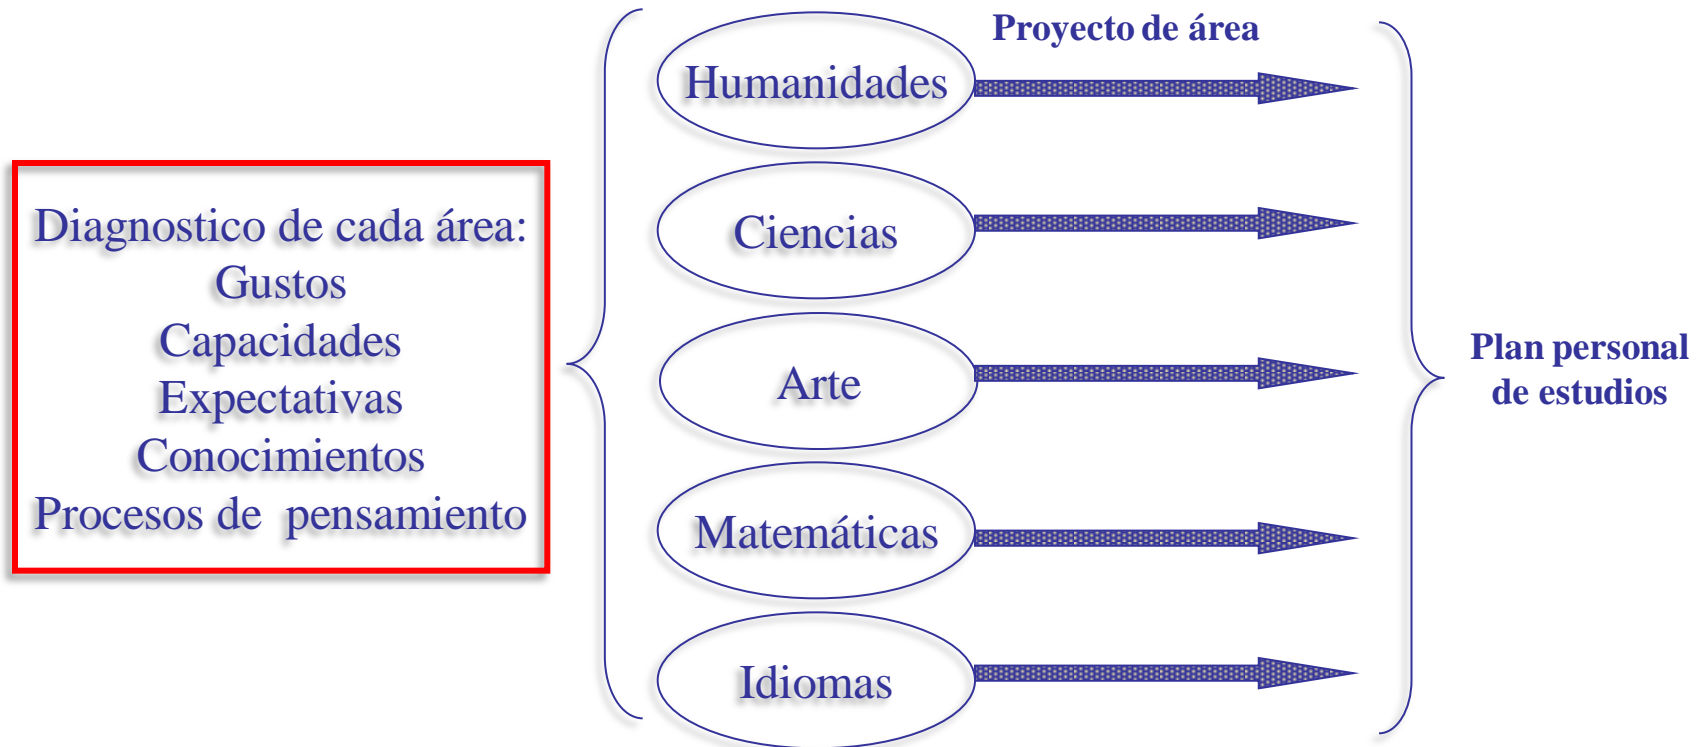 Diagnostico de cada área:
Gustos
Capacidades
Expectativas
Conocimientos
Procesos de pensamiento
Humanidades
Ciencias
Arte
Matemáticas
Idiomas
Proyecto de área
Plan personal
de estudios